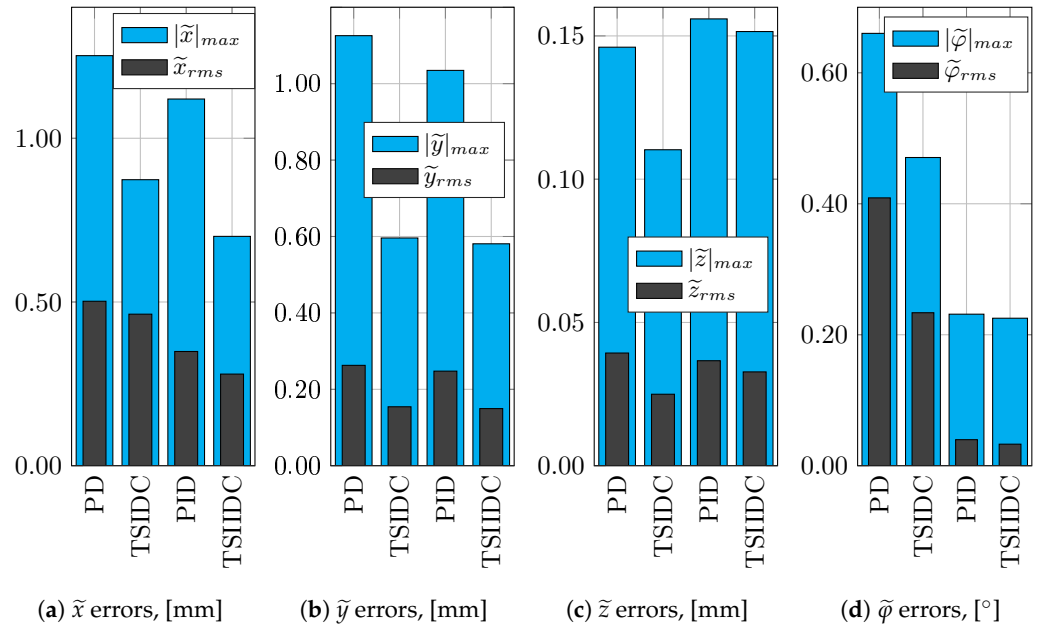 |x̃|max
x̃rms
1.00
0.50
0.00
PD
TSIDC
PID
TSIIDC
(a) x̃ errors, [mm]
|ỹ|max
ỹrms
1.00
0.80
0.60
0.40
0.20
0.00
PD
TSIDC
PID
TSIIDC
(b) ỹ errors, [mm]
|z̃|max
z̃rms
0.15
0.10
0.05
0.00
PD
TSIDC
PID
TSIIDC
(c) z̃ errors, [mm]
|φ̃|max
φ̃rms
0.60
0.40
0.20
0.00
PD
TSIDC
PID
TSIIDC
(d) φ̃ errors, [°]